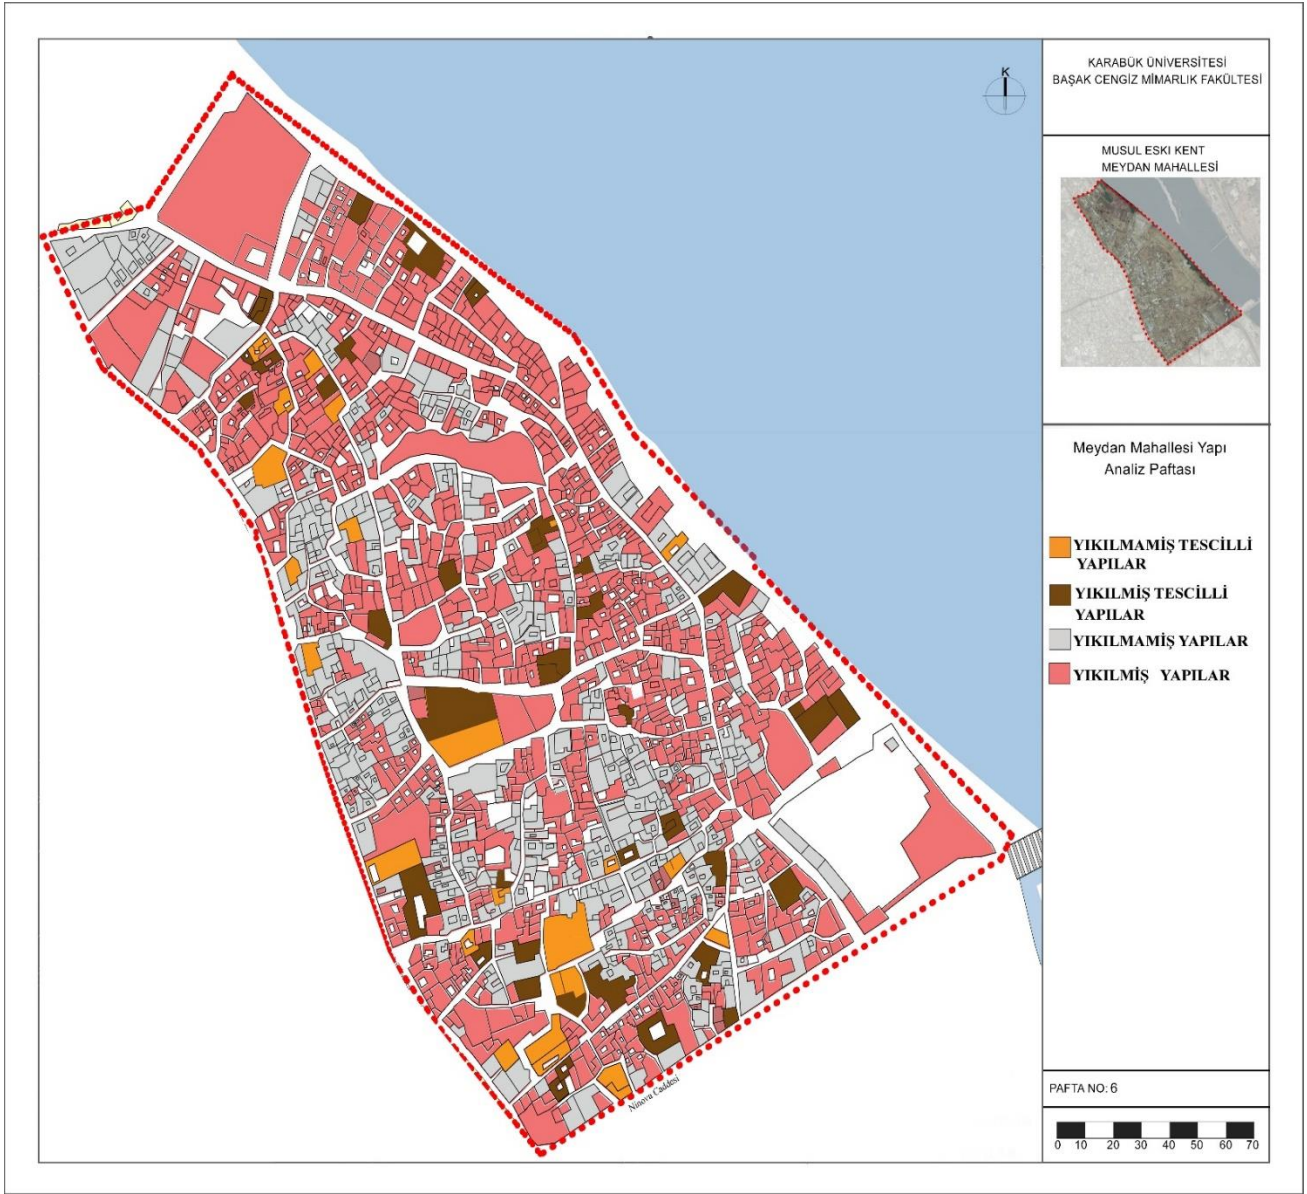 K
KARABÜK ÜNİVERSİTESİ
BAŞAK CENGİZ MİMARLIK FAKÜLTESİ
MUSUL ESKI KENT
MEYDAN MAHALLESİ
Meydan Mahallesi Yapı
Analiz Paftası
YIKILMAMIŞ TESCİLLİ
YAPILAR
YIKILMIŞ TESCİLLİ
YAPILAR
YIKILMAMIŞ YAPILAR
YIKILMIŞ YAPILAR
Ninova Caddesi
PAFTA NO: 6
0 10 20 30 40 50 60 70